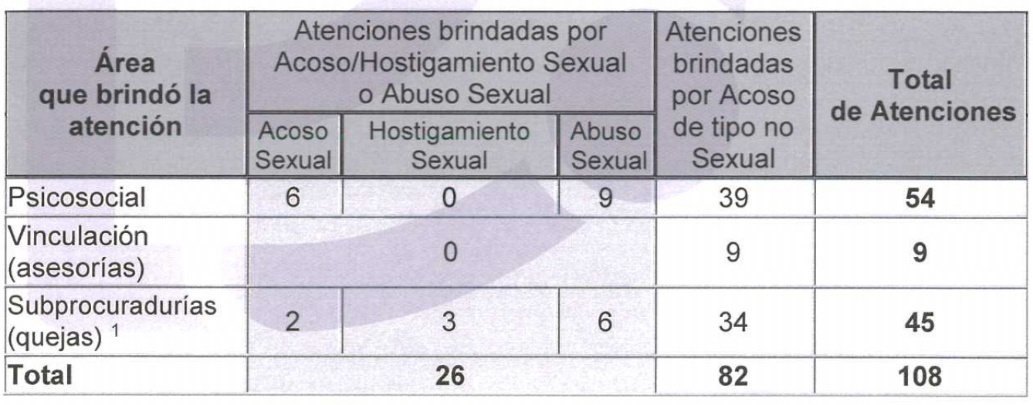 Área
que brindó la
atención
Atenciones brindadas por
Acoso/Hostigamiento Sexual
o Abuso Sexual
Atenciones
brindadas
por Acoso
de tipo no
Sexual
Total
de Atenciones
Acoso
Sexual
Hostigamiento
Sexual
Abuso
Sexual
Psicosocial 6 0 9 39 54
Vinculación
(asesorías) 0 9 9
Subprocuradurías
(quejas) 1 2 3 6 34 45
Total 26 82 108